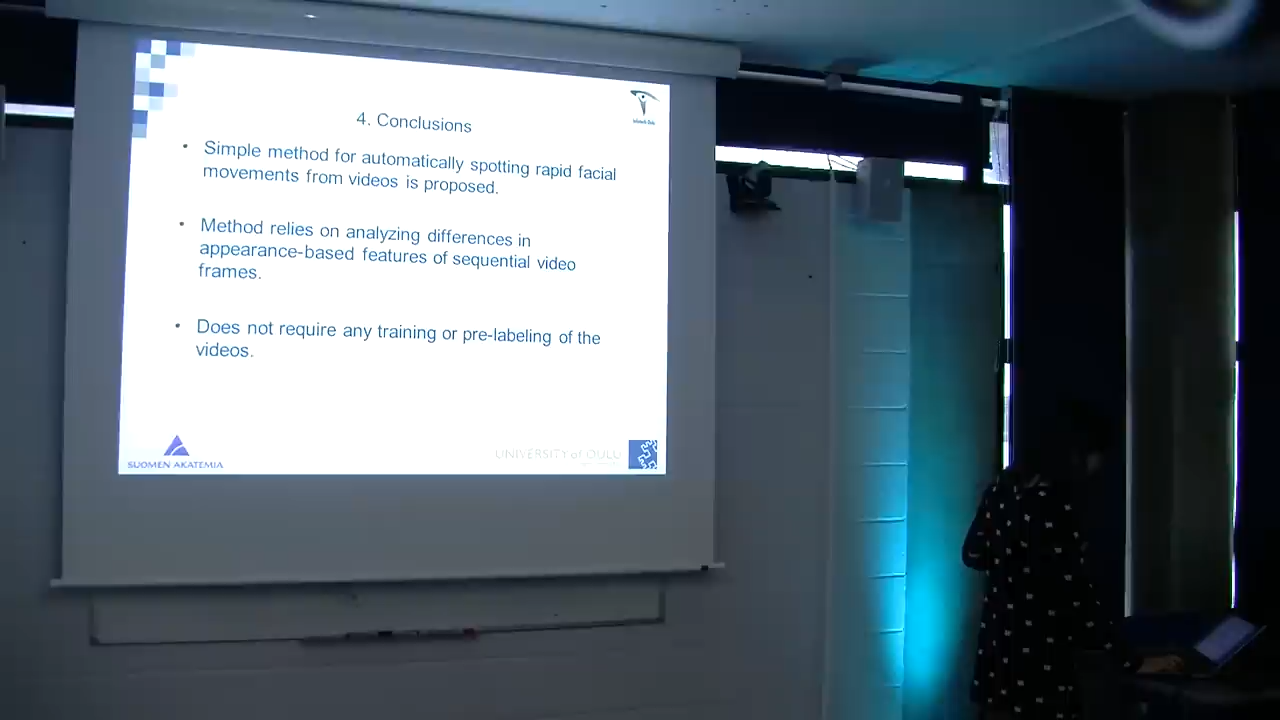 4. Conclusions
• Simple method for automatically spotting rapid facial
movements from videos is proposed.
• Method relies on analyzing differences in
appearance-based features of sequential video
frames.
• Does not require any training or pre-labeling of the
videos.
SUOMEN AKATEMIA
UNIVERSITY of OULU